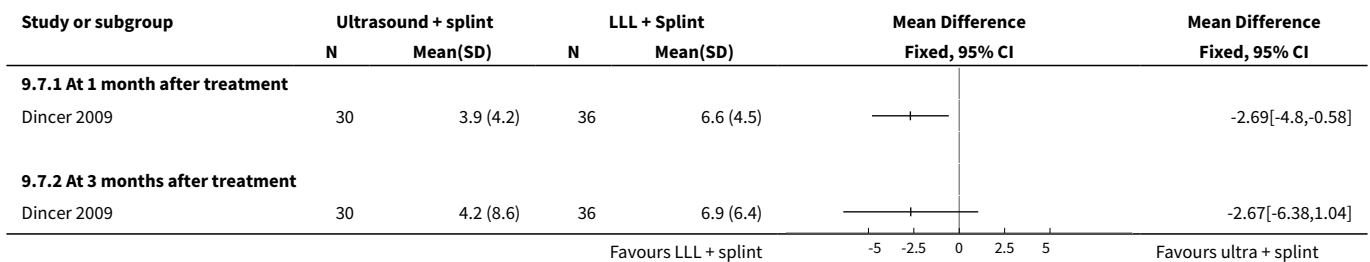 Study or subgroup Ultrasound + splint LLL + Splint Mean Difference Mean Difference
N Mean(SD) N Mean(SD) Fixed, 95% CI Fixed, 95% CI
9.7.1 At 1 month after treatment
Dincer 2009 30 3.9 (4.2) 36 6.6 (4.5) -2.69[-4.8,-0.58]
9.7.2 At 3 months after treatment
Dincer 2009 30 4.2 (8.6) 36 6.9 (6.4) -2.67[-6.38,1.04]
Favours LLL + splint -5 -2.5 0 2.5 5 Favours ultra + splint